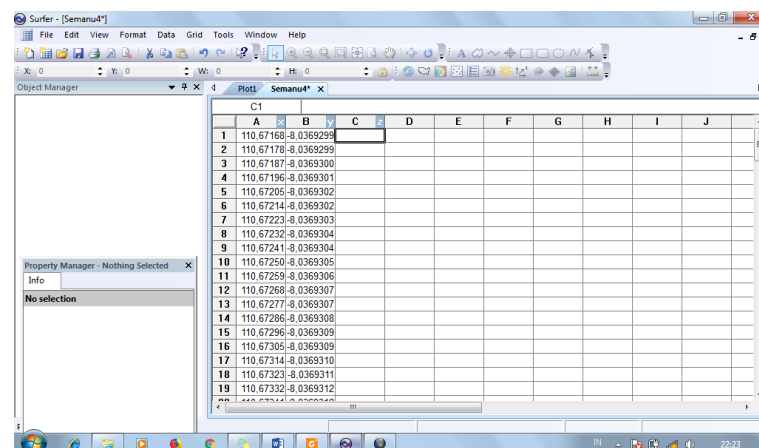 Surfer - [Semanu4*]
File Edit View Format Data Grid Tools Window Help
X: 0 Y: 0 W: 0 H: 0
Object Manager
Plot1 Semanu4* X
C1
A x B y C z D E F G H I J
1 110,67168 -8,0369299
2 110,67178 -8,0369299
3 110,67187 -8,0369300
4 110,67196 -8,0369301
5 110,67205 -8,0369302
6 110,67214 -8,0369302
7 110,67223 -8,0369303
8 110,67232 -8,0369304
9 110,67241 -8,0369304
10 110,67250 -8,0369305
11 110,67259 -8,0369306
12 110,67268 -8,0369307
13 110,67277 -8,0369307
14 110,67286 -8,0369308
15 110,67296 -8,0369309
16 110,67305 -8,0369309
17 110,67314 -8,0369310
18 110,67323 -8,0369311
19 110,67332 -8,0369312
Property Manager - Nothing Selected
Info
No selection
IN 22:23